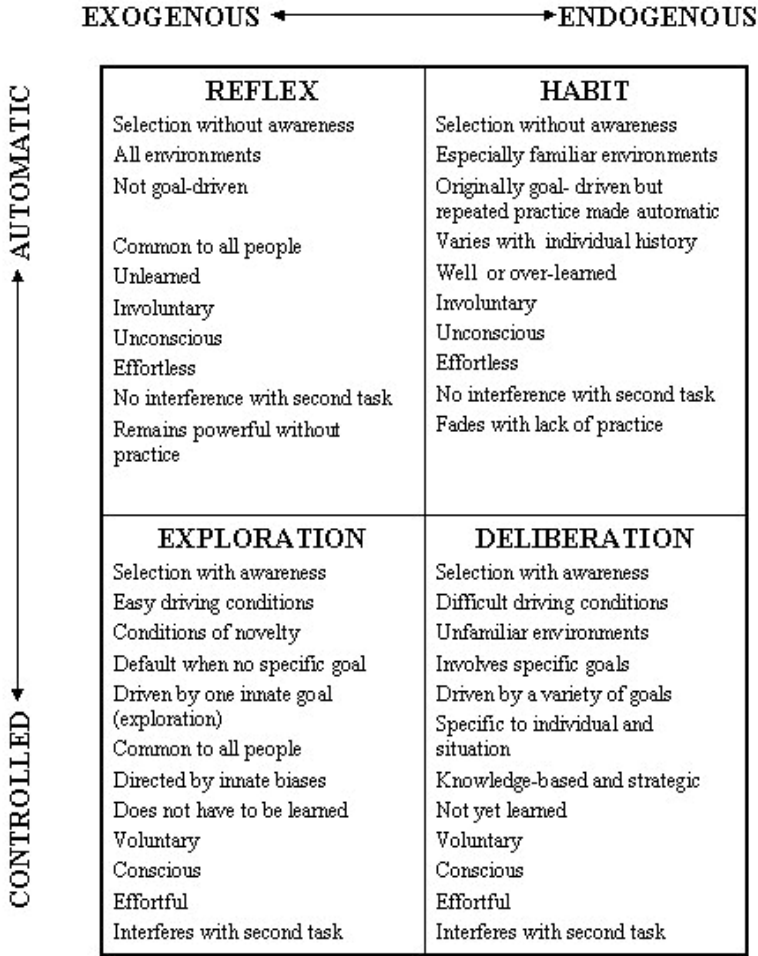 EXOGENOUS ENDOGENOUS
AUTOMATIC
CONTROLLED
REFLEX
Selection without awareness
All environments
Not goal-driven
Common to all people
Unlearned
Involuntary
Unconscious
Effortless
No interference with second task
Remains powerful without
practice
HABIT
Selection without awareness
Especially familiar environments
Originally goal- driven but
repeated practice made automatic
Varies with individual history
Well or over-learned
Involuntary
Unconscious
Effortless
No interference with second task
Fades with lack of practice
EXPLORATION
Selection with awareness
Easy driving conditions
Conditions of novelty
Default when no specific goal
Driven by one innate goal
(exploration)
Common to all people
Directed by innate biases
Does not have to be learned
Voluntary
Conscious
Effortful
Interferes with second task
DELIBERATION
Selection with awareness
Difficult driving conditions
Unfamiliar environments
Involves specific goals
Driven by a variety of goals
Specific to individual and
situation
Knowledge-based and strategic
Not yet learned
Voluntary
Conscious
Effortful
Interferes with second task